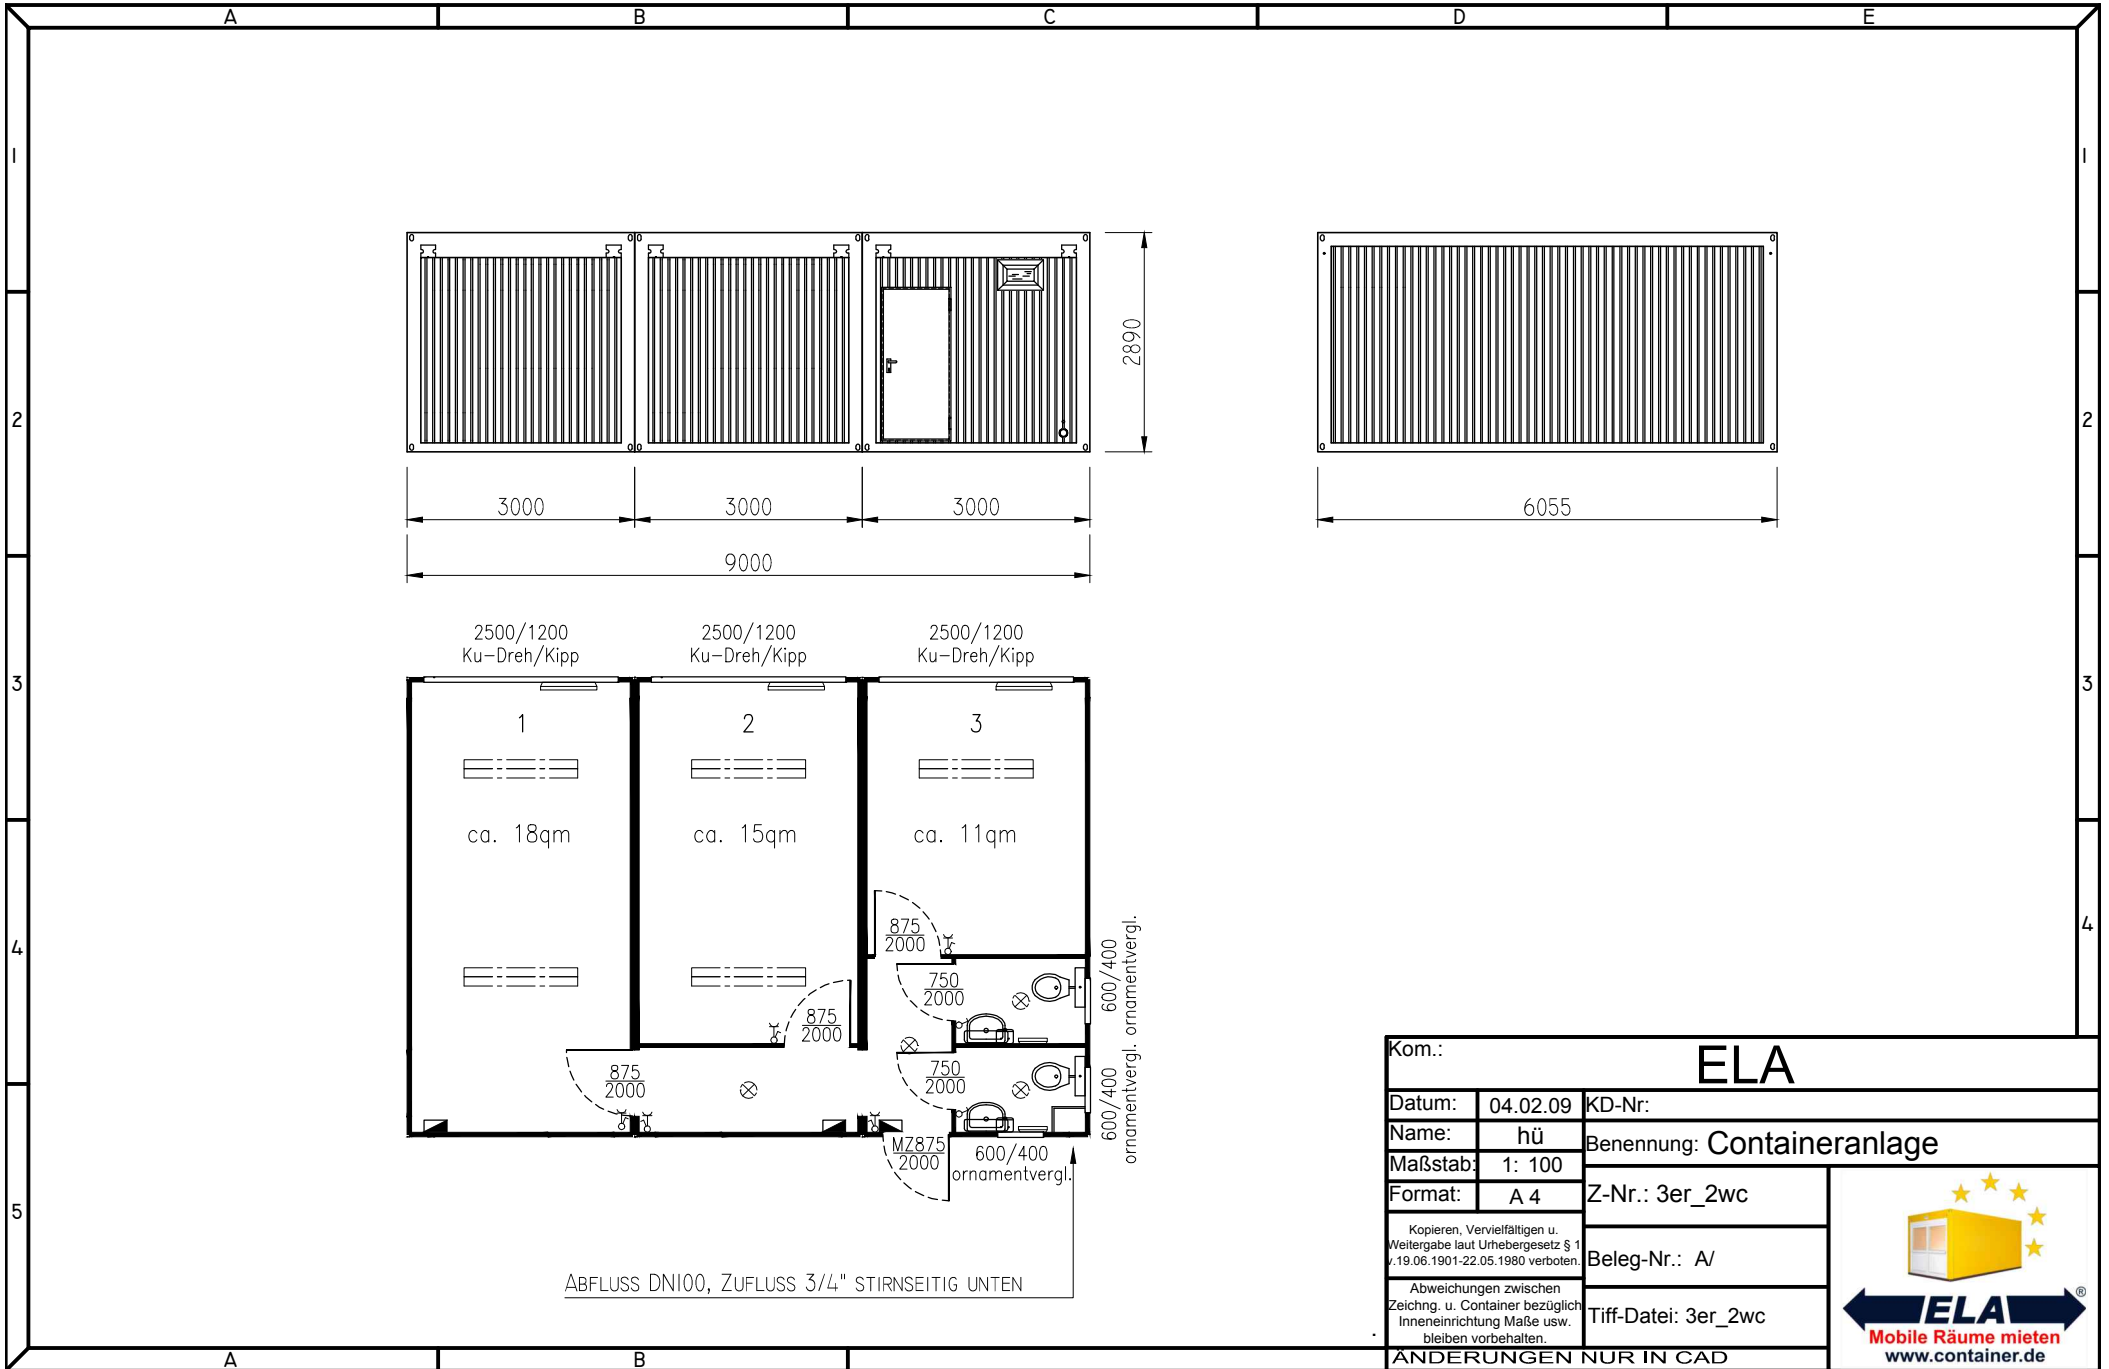 A B C D E
1 1
2890
2 2
3000 3000 3000
6055
9000
2500/1200 2500/1200 2500/1200
Ku-Dreh/Kipp Ku-Dreh/Kipp Ku-Dreh/Kipp
3 3
1 2 3
ca. 18qm ca. 15qm ca. 11qm
4 4
875
2000
750
2000
875
2000
875
2000
750
2000
600/400
ornamentvergl.
600/400
ornamentvergl.
MZ875
2000
600/400
ornamentvergl.
5
ABFLUSS DN100, ZUFLUSS 3/4" STIRNSEITIG UNTEN
Kom.: ELA
Datum: 04.02.09 KD-Nr:
Name: hü
Benennung: Containeranlage
Maßstab: 1: 100
Format: A 4
Z-Nr.: 3er_2wc
Kopieren, Vervielfältigen u.
Weitergabe laut Urhebergesetz § 1
v.19.06.1901-22.05.1980 verboten.
Beleg-Nr.: A/
Abweichungen zwischen
Zeichng. u. Container bezüglich
Inneneinrichtung Maße usw.
bleiben vorbehalten.
Tiff-Datei: 3er_2wc
ÄNDERUNGEN NUR IN CAD
ELA ®
Mobile Räume mieten
www.container.de
A B